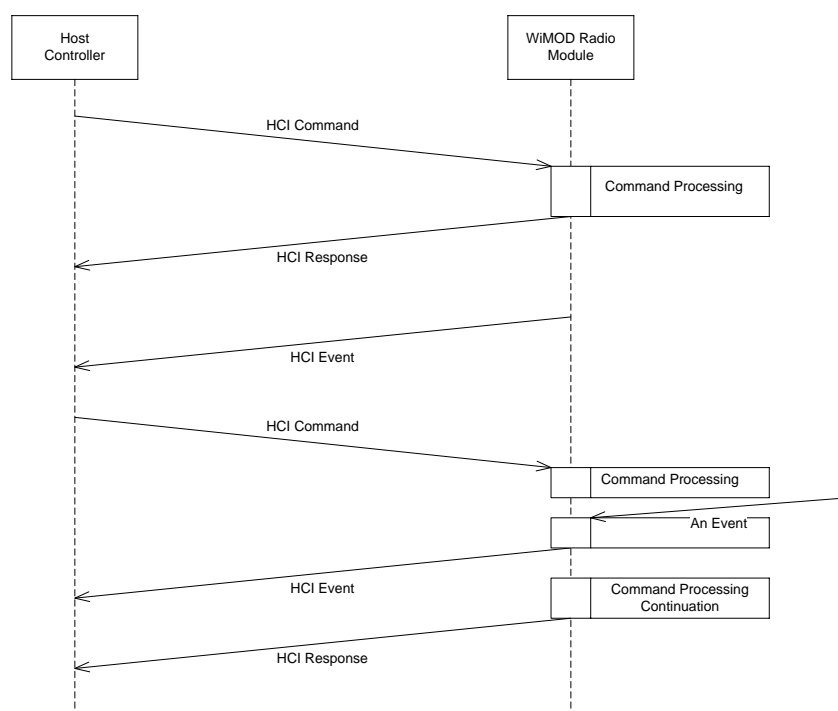 Host
Controller
WiMOD Radio
Module
HCI Command
Command Processing
HCI Response
HCI Event
HCI Command
Command Processing
An Event
HCI Event
Command Processing
Continuation
HCI Response